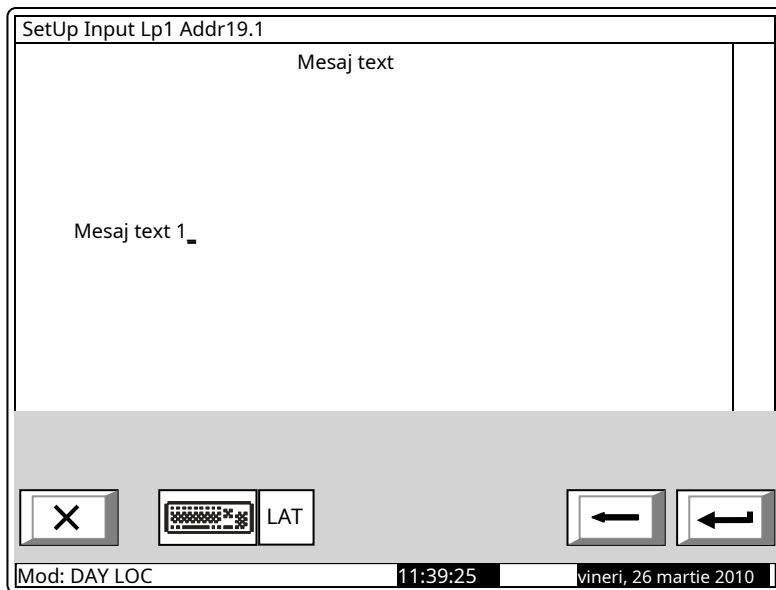 SetUp Input Lp1 Addr19.1
Mesaj text
Mesaj text 1_
LAT
Mod: DAY LOC 11:39:25 vineri, 26 martie 2010